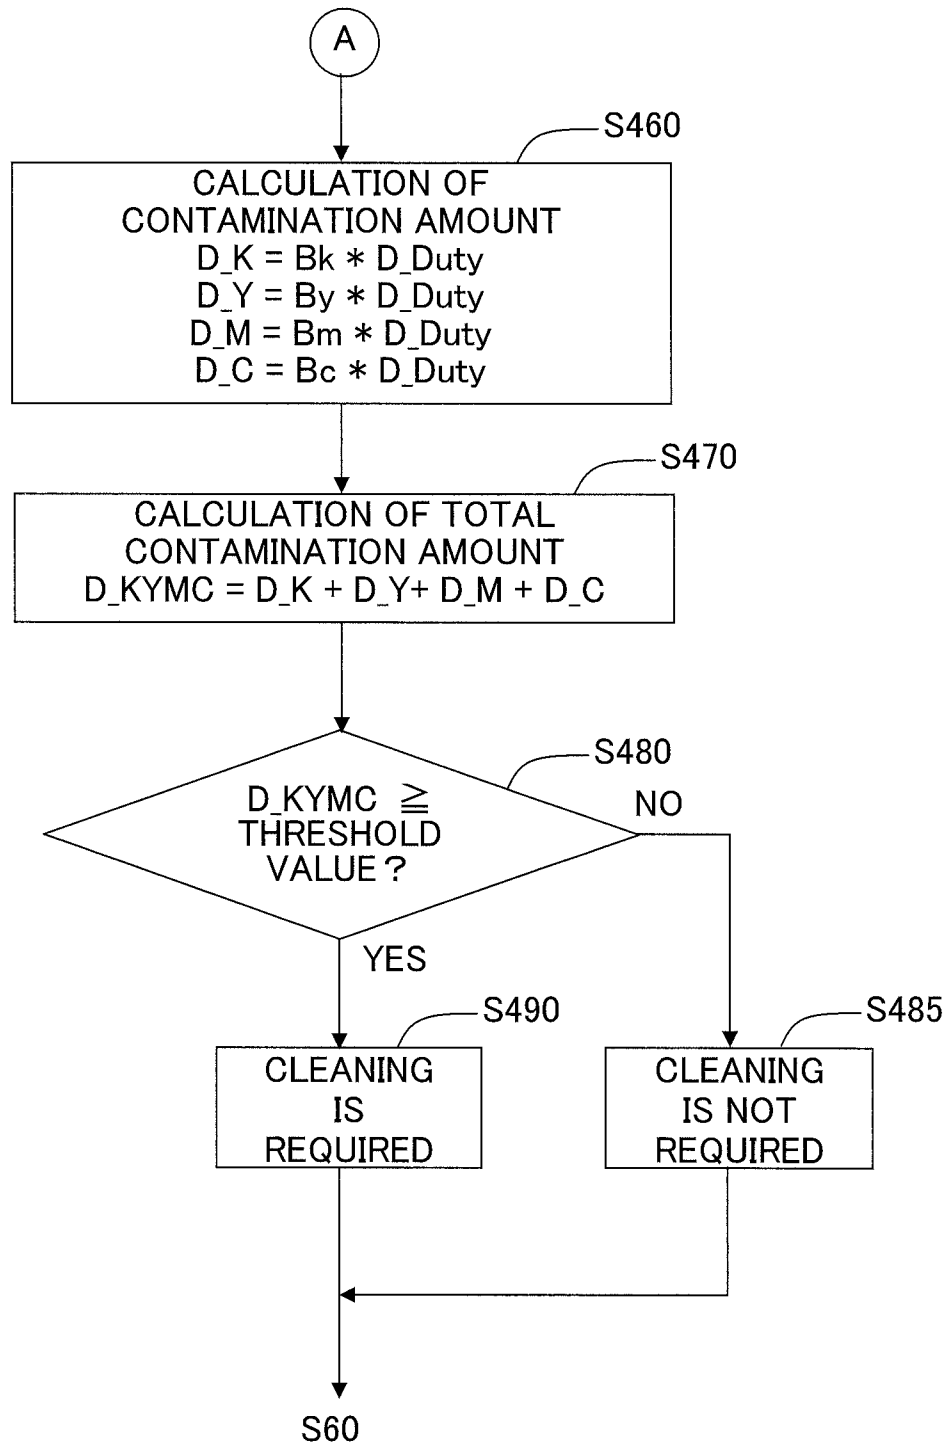 A
S460
CALCULATION OF
CONTAMINATION AMOUNT
D_K = Bk * D_Duty
D_Y = By * D_Duty
D_M = Bm * D_Duty
D_C = Bc * D_Duty
S470
CALCULATION OF TOTAL
CONTAMINATION AMOUNT
D_KYMC = D_K + D_Y+ D_M + D_C
S480
D_KYMC ≧
THRESHOLD
VALUE?
NO
YES
S490
CLEANING
IS
REQUIRED
S485
CLEANING
IS NOT
REQUIRED
S60